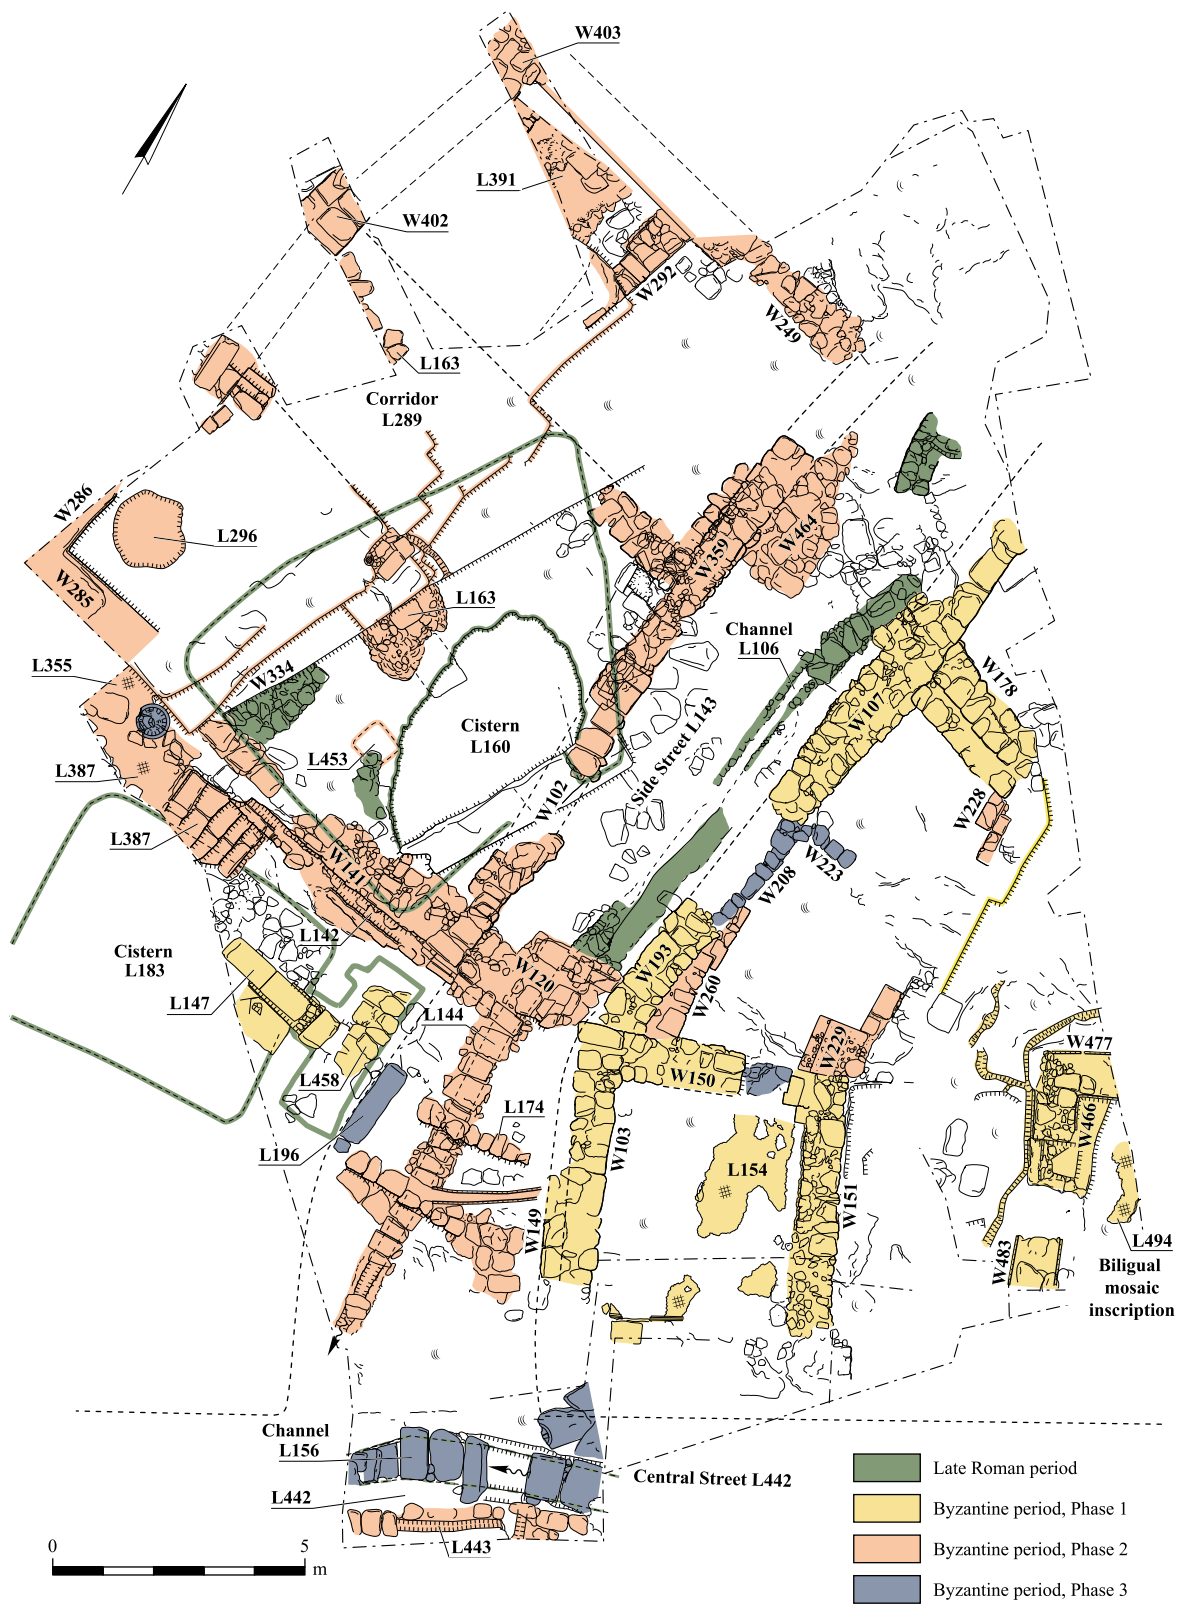 W403
L391
W402
W292
W249
L163
Corridor
L289
W286
L296
W285
W359
W464
L163
Channel
L106
L355
W334
W178
W107
Cistern
L160
Side Street L143
L453
L387
W102
W228
L387
W141
W223
W208
L142
Cistern
L183
W120
W193
W260
L147
L144
W229
W477
L458
W150
W466
L174
L196
W103
L154
W151
W149
L494
W483
Biligual
mosaic
inscription
Channel
L156
Central Street L442
L442
L443
Late Roman period
Byzantine period, Phase 1
Byzantine period, Phase 2
Byzantine period, Phase 3
0
5
m